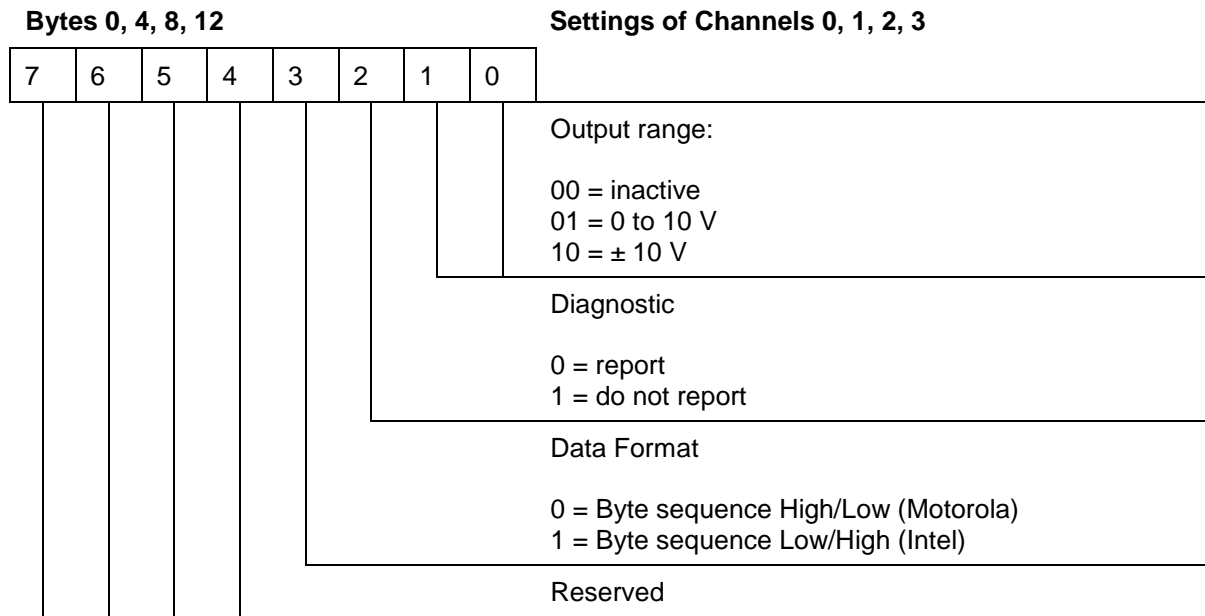 Bytes 0, 4, 8, 12 Settings of Channels 0, 1, 2, 3
7 6 5 4 3 2 1 0
Output range:
00 = inactive
01 = 0 to 10 V
10 = ± 10 V
Diagnostic
0 = report
1 = do not report
Data Format
0 = Byte sequence High/Low (Motorola)
1 = Byte sequence Low/High (Intel)
Reserved